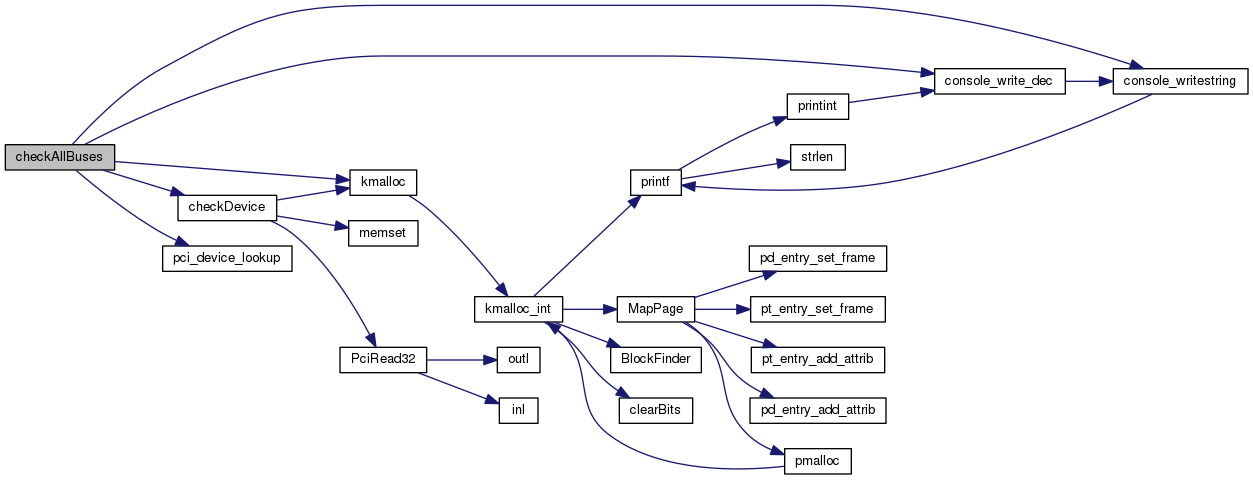 checkAllBuses
console_write_dec
console_writestring
printint
strlen
kmalloc
printf
checkDevice
memset
pci_device_lookup
pd_entry_set_frame
kmalloc_int
MapPage
pt_entry_set_frame
PciRead32
outl
BlockFinder
pt_entry_add_attrib
inl
clearBits
pd_entry_add_attrib
pmalloc